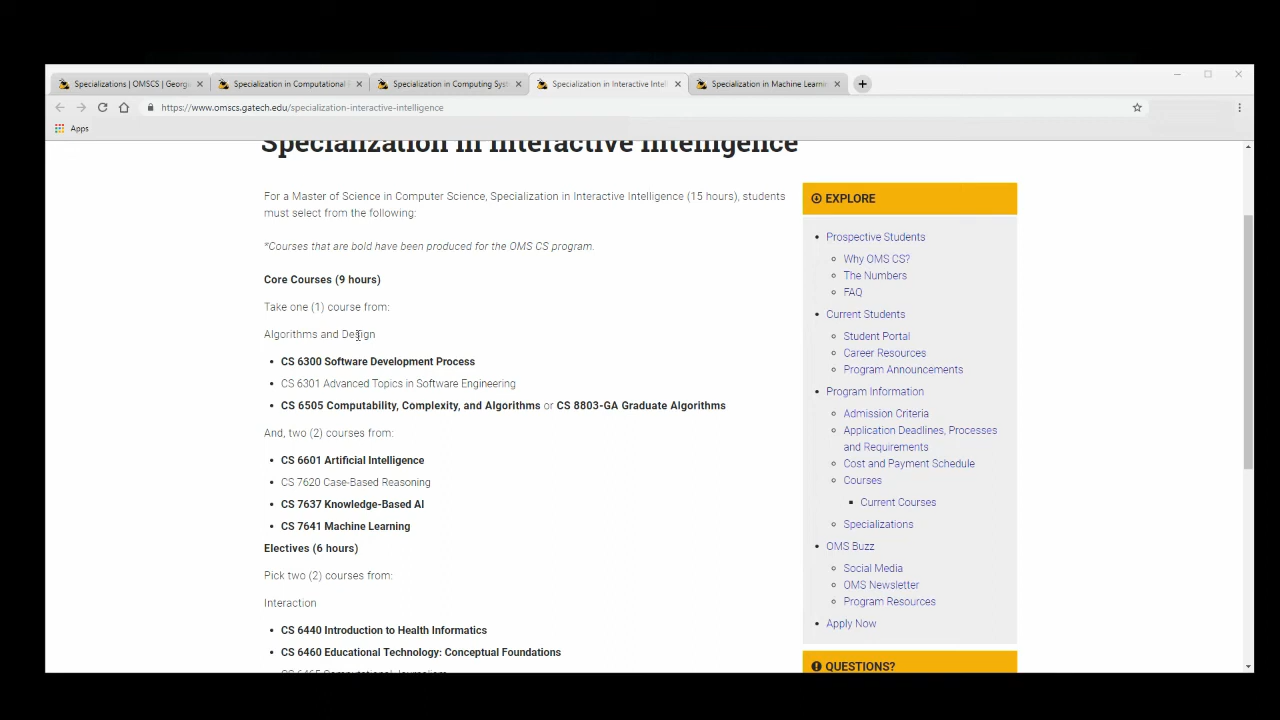 Specializations | OMSCS | Georgi
Specialization in Computational
Specialization in Computing Sys
Specialization in Interactive Intel
Specialization in Machine Learni
https://www.omscs.gatech.edu/specialization-interactive-intelligence
Apps
Specialization in Interactive Intelligence
For a Master of Science in Computer Science, Specialization in Interactive Intelligence (15 hours), students
must select from the following:
*Courses that are bold have been produced for the OMS CS program.
Core Courses (9 hours)
Take one (1) course from:
Algorithms and Design
• CS 6300 Software Development Process
• CS 6301 Advanced Topics in Software Engineering
• CS 6505 Computability, Complexity, and Algorithms or CS 8803-GA Graduate Algorithms
And, two (2) courses from:
• CS 6601 Artificial Intelligence
• CS 7620 Case-Based Reasoning
• CS 7637 Knowledge-Based AI
• CS 7641 Machine Learning
Electives (6 hours)
Pick two (2) courses from:
Interaction
• CS 6440 Introduction to Health Informatics
• CS 6460 Educational Technology: Conceptual Foundations
CS 6465 Computational Journalism
EXPLORE
• Prospective Students
Why OMS CS?
The Numbers
FAQ
• Current Students
Student Portal
Career Resources
Program Announcements
• Program Information
Admission Criteria
Application Deadlines, Processes
and Requirements
Cost and Payment Schedule
Courses
Current Courses
Specializations
• OMS Buzz
Social Media
OMS Newsletter
Program Resources
• Apply Now
QUESTIONS?